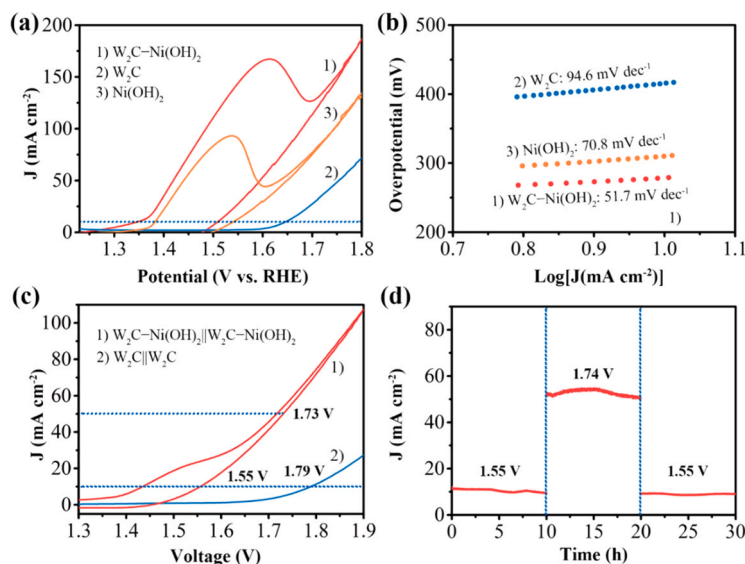 (a)
200
175
150
125
100
75
50
25
0
J (mA cm⁻²)
1) W₂C−Ni(OH)₂
2) W₂C
3) Ni(OH)₂
1)
3)
2)
1.3 1.4 1.5 1.6 1.7 1.8
Potential (V vs. RHE)
(b)
500
400
300
200
Overpotential (mV)
2) W₂C: 94.6 mV dec⁻¹
3) Ni(OH)₂: 70.8 mV dec⁻¹
1) W₂C−Ni(OH)₂: 51.7 mV dec⁻¹
1)
0.7 0.8 0.9 1.0 1.1
Log[J(mA cm⁻²)]
(c)
100
80
60
40
20
0
J (mA cm⁻²)
1) W₂C−Ni(OH)₂||W₂C−Ni(OH)₂
2) W₂C||W₂C
1)
1.73 V
2)
1.55 V 1.79 V
1.3 1.4 1.5 1.6 1.7 1.8 1.9
Voltage (V)
(d)
80
60
40
20
0
J (mA cm⁻²)
1.74 V
1.55 V
1.55 V
0 5 10 15 20 25 30
Time (h)